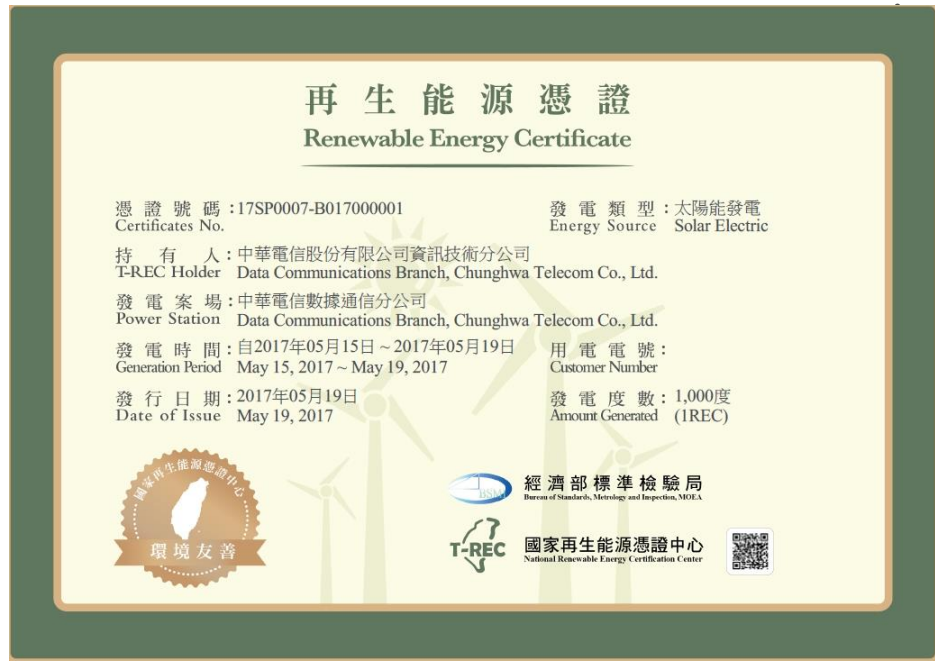 再生能源憑證
Renewable Energy Certificate
憑證號碼:17SP0007-B017000001
Certificates No.
發電類型:太陽能發電
Energy Source Solar Electric
持有人:中華電信股份有限公司資訊技術分公司
T-REC Holder Data Communications Branch, Chunghwa Telecom Co., Ltd.
發電案場:中華電信數據通信分公司
Power Station Data Communications Branch, Chunghwa Telecom Co., Ltd.
發電時間:自2017年05月15日~2017年05月19日
Generation Period May 15, 2017 ~ May 19, 2017
用電電號:
Customer Number
發行日期:2017年05月19日
Date of Issue May 19, 2017
發電度數:1,000度
Amount Generated (1REC)
國家再生能源憑證中心
環境友善
BSMI
經濟部標準檢驗局
Bureau of Standards, Metrology and Inspection, MOEA
T-REC
國家再生能源憑證中心
National Renewable Energy Certification Center